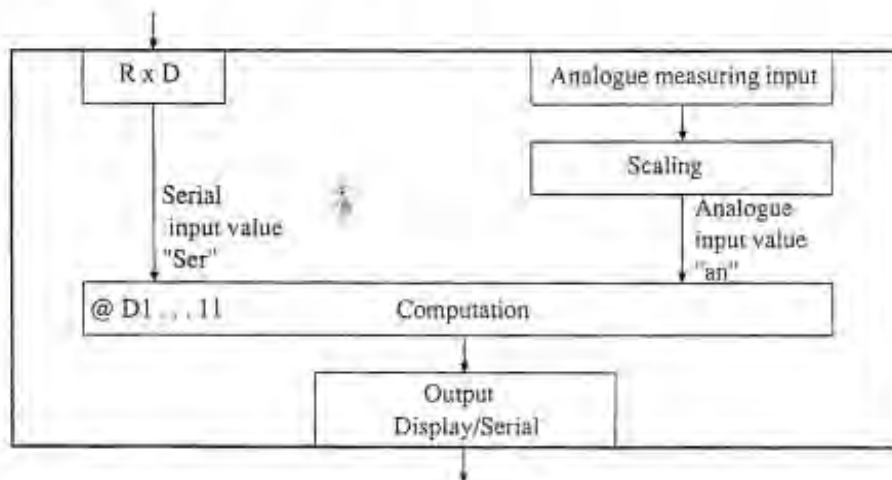 R x D
Analogue measuring input
Scaling
Serial
input value
"Ser"
Analogue
input value
"an"
@ D1 . . . 11
Computation
Output
Display/Serial